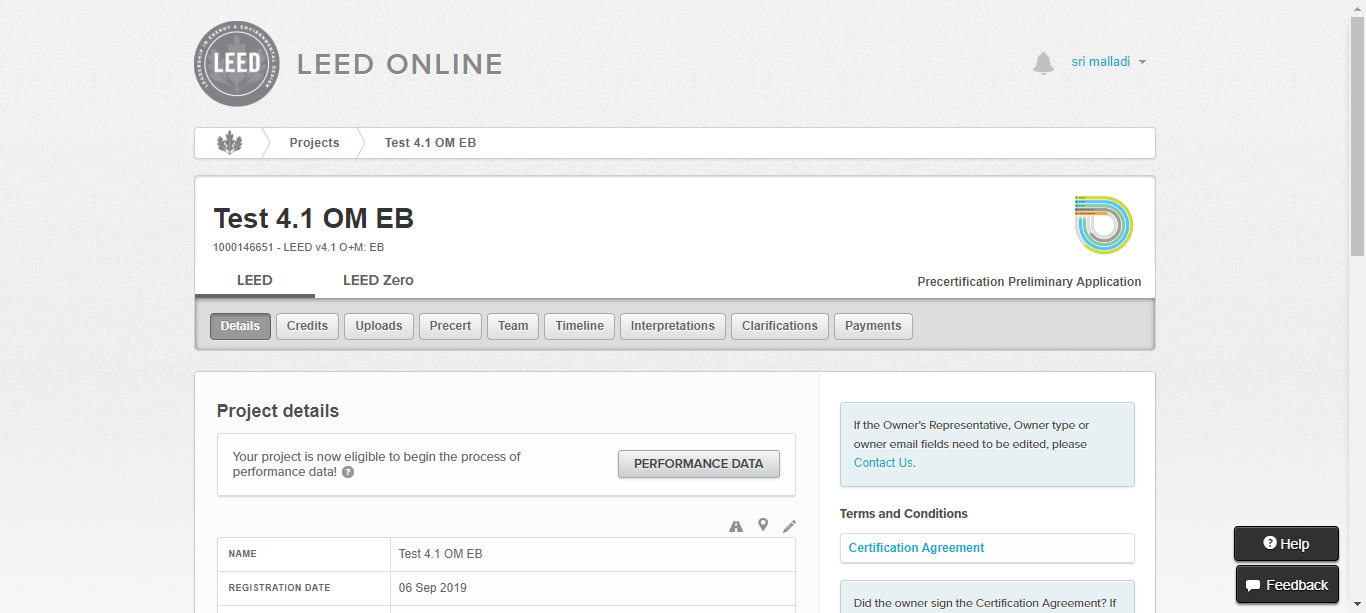 LEADERSHIP IN ENERGY & ENVIRONMENTAL DESIGN
LEED
LEED ONLINE
sri malladi
Projects
Test 4.1 OM EB
Test 4.1 OM EB
1000146651 - LEED v4.1 O+M: EB
LEED
LEED Zero
Precertification Preliminary Application
Details
Credits
Uploads
Precert
Team
Timeline
Interpretations
Clarifications
Payments
Project details
Your project is now eligible to begin the process of
performance data!
PERFORMANCE DATA
NAME
Test 4.1 OM EB
REGISTRATION DATE
06 Sep 2019
If the Owner's Representative, Owner type or
owner email fields need to be edited, please
Contact Us.
Terms and Conditions
Certification Agreement
Did the owner sign the Certification Agreement? If
Help
Feedback